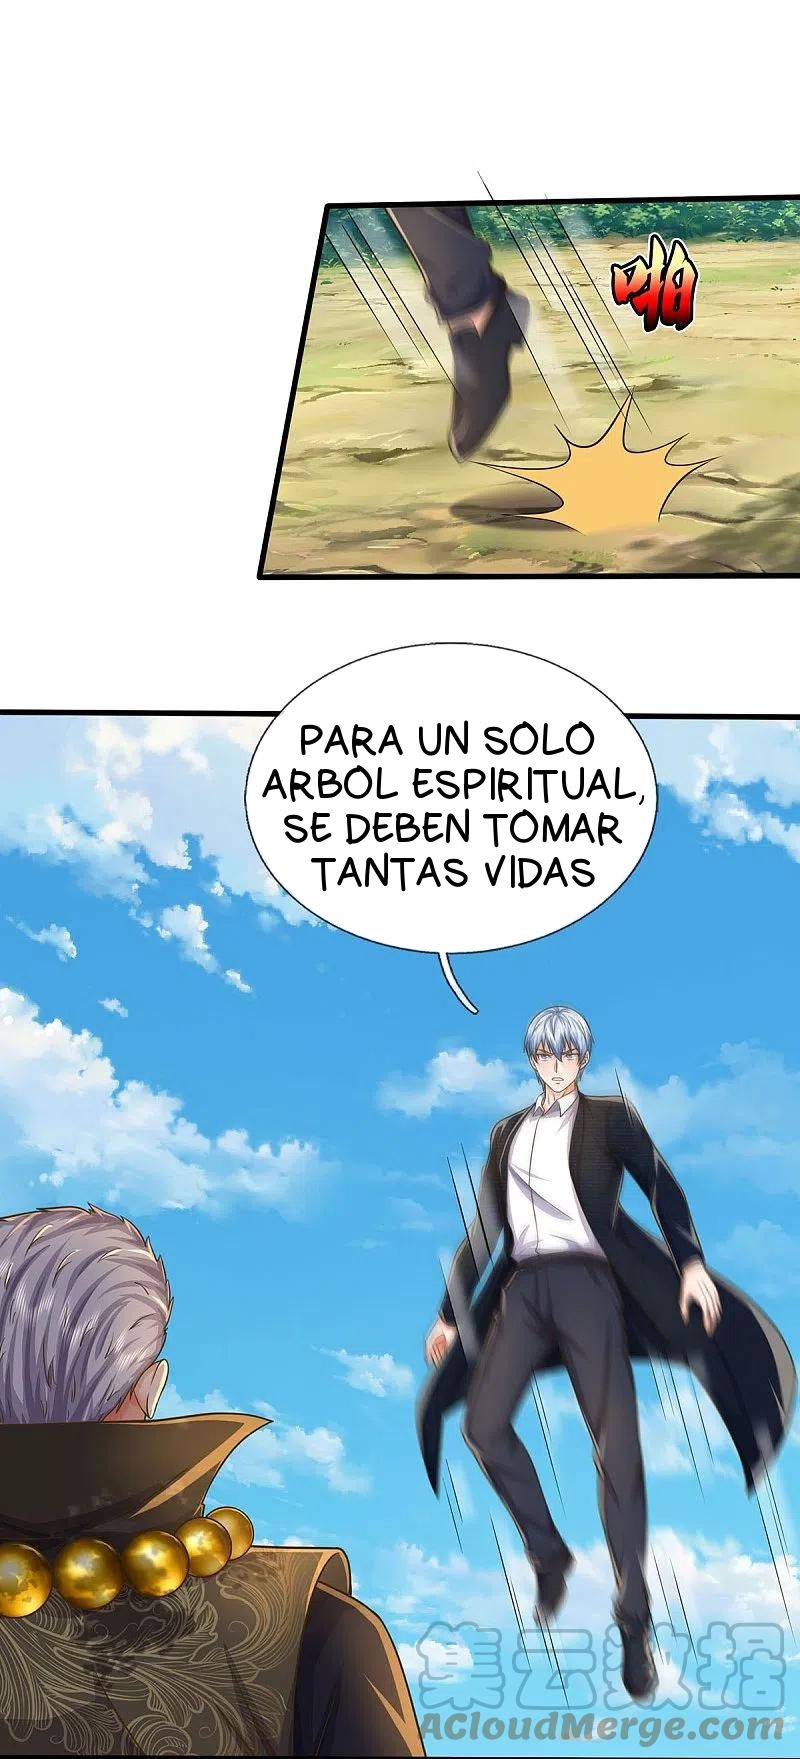 啪
PARA UN SOLO
ARBOL ESPIRITUAL,
SE DEBEN TOMAR
TANTAS VIDAS
集云数据
ACloudMerge.com